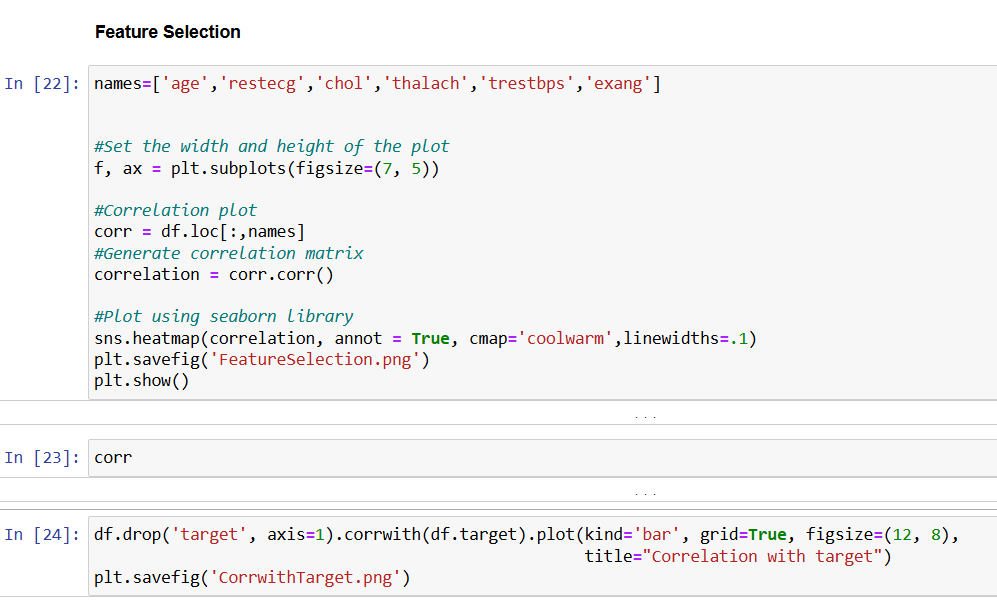 Feature Selection
In [22]: names=['age','restecg','chol','thalach','trestbps','exang']
#Set the width and height of the plot
f, ax = plt.subplots(figsize=(7, 5))
#Correlation plot
corr = df.loc[:,names]
#Generate correlation matrix
correlation = corr.corr()
#Plot using seaborn library
sns.heatmap(correlation, annot = True, cmap='coolwarm',linewidths=.1)
plt.savefig('FeatureSelection.png')
plt.show()
...
In [23]: corr
...
In [24]: df.drop('target', axis=1).corrwith(df.target).plot(kind='bar', grid=True, figsize=(12, 8),
title="Correlation with target")
plt.savefig('CorrwithTarget.png')